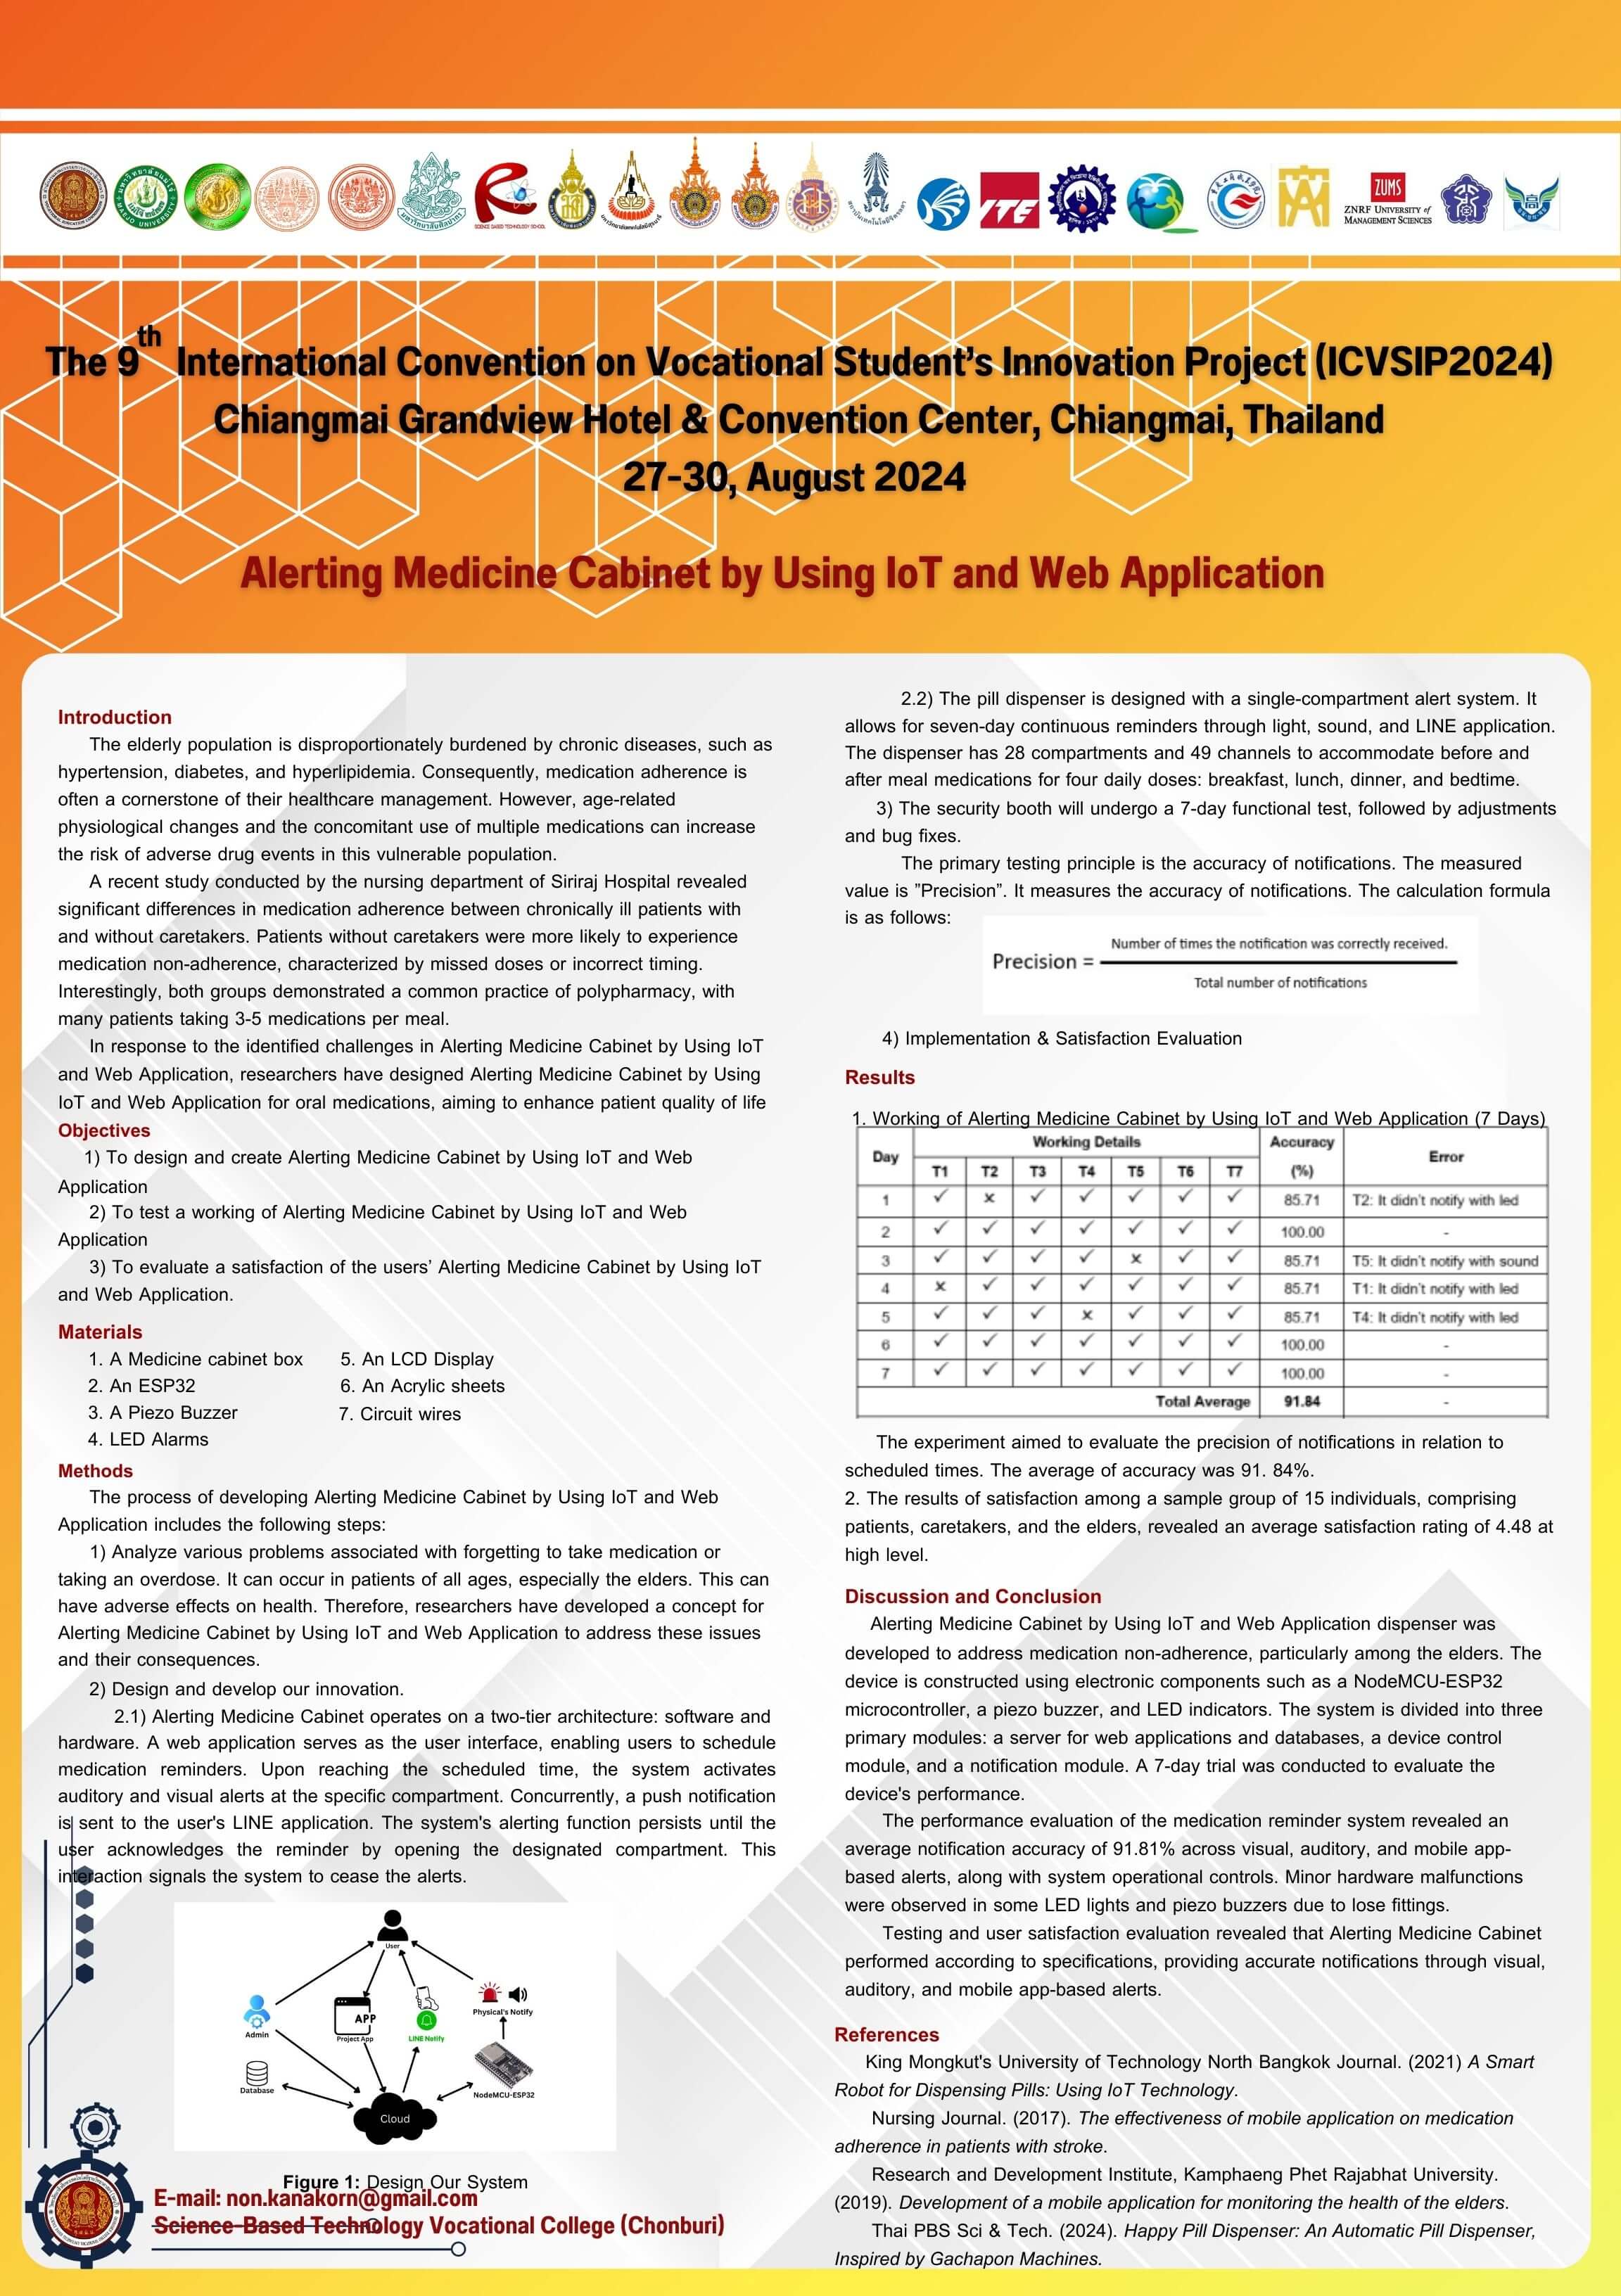 ITE
ZUMS
ZNRF UNIVERSITY of
MANAGEMENT SCIENCES
SCIENCE BASED TECHNOLOGY SCHOOL
The 9th International Convention on Vocational Student's Innovation Project (ICVSIP2024)
Chiangmai Grandview Hotel & Convention Center, Chiangmai, Thailand
27-30, August 2024
Alerting Medicine Cabinet by Using IoT and Web Application
Introduction
The elderly population is disproportionately burdened by chronic diseases, such as
hypertension, diabetes, and hyperlipidemia. Consequently, medication adherence is
often a cornerstone of their healthcare management. However, age-related
physiological changes and the concomitant use of multiple medications can increase
the risk of adverse drug events in this vulnerable population.
A recent study conducted by the nursing department of Siriraj Hospital revealed
significant differences in medication adherence between chronically ill patients with
and without caretakers. Patients without caretakers were more likely to experience
medication non-adherence, characterized by missed doses or incorrect timing.
Interestingly, both groups demonstrated a common practice of polypharmacy, with
many patients taking 3-5 medications per meal.
In response to the identified challenges in Alerting Medicine Cabinet by Using IoT
and Web Application, researchers have designed Alerting Medicine Cabinet by Using
IoT and Web Application for oral medications, aiming to enhance patient quality of life
Objectives
1) To design and create Alerting Medicine Cabinet by Using IoT and Web
Application
2) To test a working of Alerting Medicine Cabinet by Using IoT and Web
Application
3) To evaluate a satisfaction of the users' Alerting Medicine Cabinet by Using IoT
and Web Application.
Materials
1. A Medicine cabinet box
2. An ESP32
3. A Piezo Buzzer
4. LED Alarms
5. An LCD Display
6. An Acrylic sheets
7. Circuit wires
Methods
The process of developing Alerting Medicine Cabinet by Using IoT and Web
Application includes the following steps:
1) Analyze various problems associated with forgetting to take medication or
taking an overdose. It can occur in patients of all ages, especially the elders. This can
have adverse effects on health. Therefore, researchers have developed a concept for
Alerting Medicine Cabinet by Using IoT and Web Application to address these issues
and their consequences.
2) Design and develop our innovation.
2.1) Alerting Medicine Cabinet operates on a two-tier architecture: software and
hardware. A web application serves as the user interface, enabling users to schedule
medication reminders. Upon reaching the scheduled time, the system activates
auditory and visual alerts at the specific compartment. Concurrently, a push notification
is sent to the user's LINE application. The system's alerting function persists until the
user acknowledges the reminder by opening the designated compartment. This
interaction signals the system to cease the alerts.
User
Admin
APP
Project App
LINE Notify
Physical's Notify
Database
NodeMCU-ESP32
Cloud
Figure 1: Design Our System
E-mail: non.kanakorn@gmail.com
Science-Based Technology Vocational College (Chonburi)
2.2) The pill dispenser is designed with a single-compartment alert system. It
allows for seven-day continuous reminders through light, sound, and LINE application.
The dispenser has 28 compartments and 49 channels to accommodate before and
after meal medications for four daily doses: breakfast, lunch, dinner, and bedtime.
3) The security booth will undergo a 7-day functional test, followed by adjustments
and bug fixes.
The primary testing principle is the accuracy of notifications. The measured
value is "Precision". It measures the accuracy of notifications. The calculation formula
is as follows:
Number of times the notification was correctly received.
Precision =
Total number of notifications
4) Implementation & Satisfaction Evaluation
Results
1. Working of Alerting Medicine Cabinet by Using IoT and Web Application (7 Days)
Day Working Details Accuracy (%) Error
T1 T2 T3 T4 T5 T6 T7
1 ✓ x ✓ ✓ ✓ ✓ ✓ 85.71 T2: It didn't notify with led
2 ✓ ✓ ✓ ✓ ✓ ✓ ✓ 100.00 -
3 ✓ ✓ ✓ ✓ x ✓ ✓ 85.71 T5: It didn't notify with sound
4 x ✓ ✓ ✓ ✓ ✓ ✓ 85.71 T1: It didn't notify with led
5 ✓ ✓ ✓ x ✓ ✓ ✓ 85.71 T4: It didn't notify with led
6 ✓ ✓ ✓ ✓ ✓ ✓ ✓ 100.00 -
7 ✓ ✓ ✓ ✓ ✓ ✓ ✓ 100.00 -
Total Average 91.84 -
The experiment aimed to evaluate the precision of notifications in relation to
scheduled times. The average of accuracy was 91. 84%.
2. The results of satisfaction among a sample group of 15 individuals, comprising
patients, caretakers, and the elders, revealed an average satisfaction rating of 4.48 at
high level.
Discussion and Conclusion
Alerting Medicine Cabinet by Using IoT and Web Application dispenser was
developed to address medication non-adherence, particularly among the elders. The
device is constructed using electronic components such as a NodeMCU-ESP32
microcontroller, a piezo buzzer, and LED indicators. The system is divided into three
primary modules: a server for web applications and databases, a device control
module, and a notification module. A 7-day trial was conducted to evaluate the
device's performance.
The performance evaluation of the medication reminder system revealed an
average notification accuracy of 91.81% across visual, auditory, and mobile app-
based alerts, along with system operational controls. Minor hardware malfunctions
were observed in some LED lights and piezo buzzers due to lose fittings.
Testing and user satisfaction evaluation revealed that Alerting Medicine Cabinet
performed according to specifications, providing accurate notifications through visual,
auditory, and mobile app-based alerts.
References
King Mongkut's University of Technology North Bangkok Journal. (2021) A Smart
Robot for Dispensing Pills: Using IoT Technology.
Nursing Journal. (2017). The effectiveness of mobile application on medication
adherence in patients with stroke.
Research and Development Institute, Kamphaeng Phet Rajabhat University.
(2019). Development of a mobile application for monitoring the health of the elders.
Thai PBS Sci & Tech. (2024). Happy Pill Dispenser: An Automatic Pill Dispenser,
Inspired by Gachapon Machines.